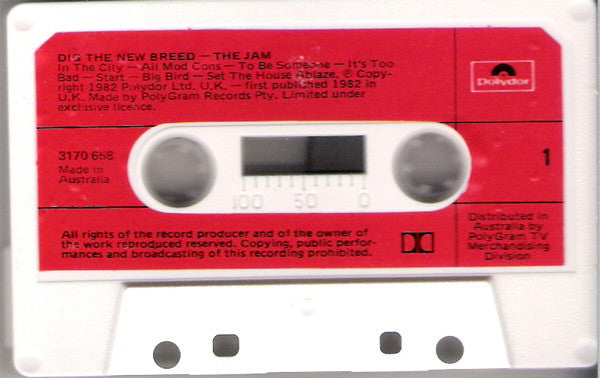 DIG THE NEW BREED — THE JAM
In The City — All Mod Cons — To Be Someone — It's Too
Bad — Start — Big Bird — Set The House Ablaze. ℗ Copy-
right 1982 Polydor Ltd. U.K. — first published 1982 in
U.K. Made by PolyGram Records Pty. Limited under
exclusive licence.
Polydor
3170 658
Made in
Australia
1
100 50 0
All rights of the record producer and of the owner of
the work reproduced reserved. Copying, public perfor-
mances and broadcasting of this recording prohibited.
Distributed in
Australia by
PolyGram TV
Merchandising
Division